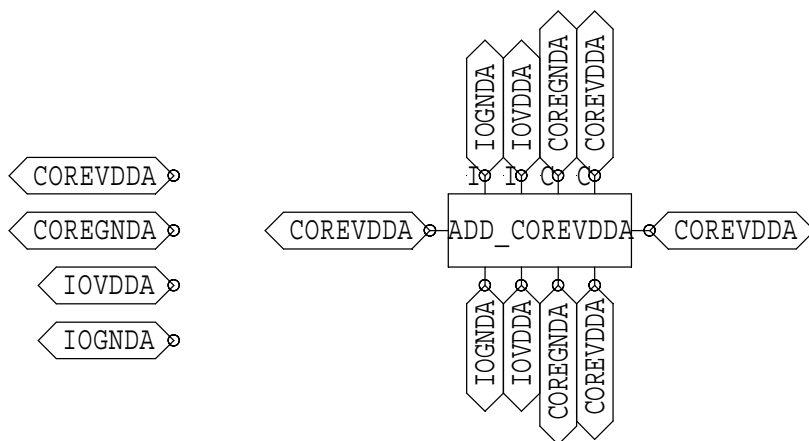 IOGNDA
IOVDDA
COREGNDA
COREVDDA
I I C C
COREVDDA
COREGNDA
IOVDDA
IOGNDA
COREVDDA ADD_COREVDDA COREVDDA
IOGNDA
IOVDDA
COREGNDA
COREVDDA